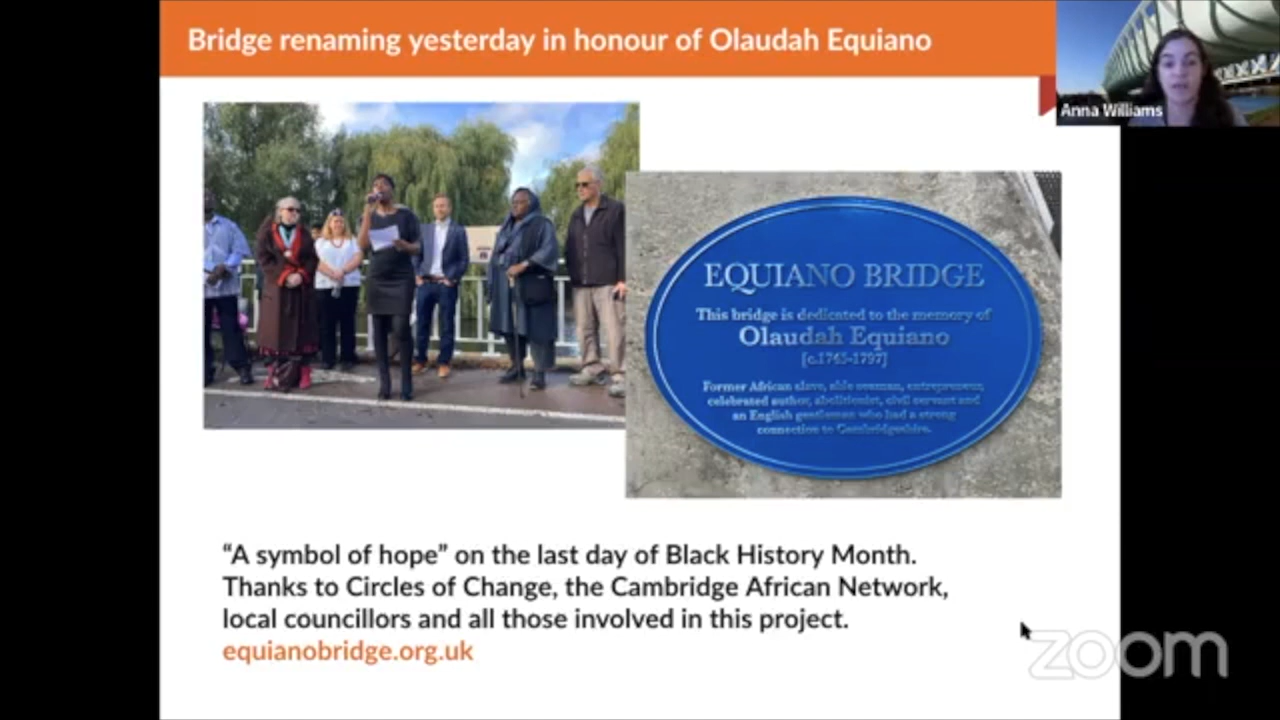 Bridge renaming yesterday in honour of Olaudah Equiano
Anna Williams
EQUIANO BRIDGE
This bridge is dedicated to the memory of
Olaudah Equiano
[c.1745-1797]
Former African slave, able seaman, entrepreneur,
celebrated author, abolitionist, civil servant and
an English gentleman who had a strong
connection to Cambridgeshire.
“A symbol of hope” on the last day of Black History Month.
Thanks to Circles of Change, the Cambridge African Network,
local councillors and all those involved in this project.
equianobridge.org.uk
zoom